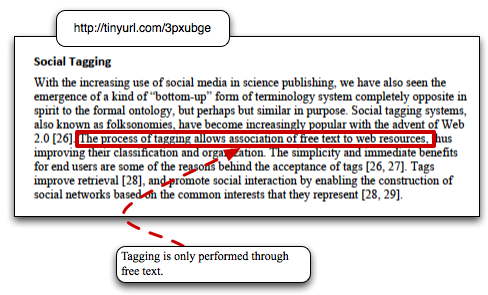 http://tinyurl.com/3pxubge
Social Tagging
With the increasing use of social media in science publishing, we have also seen the
emergence of a kind of “bottom-up” form of terminology system completely opposite in
spirit to the formal ontology, but perhaps but similar in purpose. Social tagging systems,
also known as folksonomies, have become increasingly popular with the advent of Web
2.0 [26]. The process of tagging allows association of free text to web resources, thus
improving their classification and organization. The simplicity and immediate benefits
for end users are some of the reasons behind the acceptance of tags [26, 27]. Tags
improve retrieval [28], and promote social interaction by enabling the construction of
social networks based on the common interests that they represent [28, 29].
Tagging is only performed through
free text.